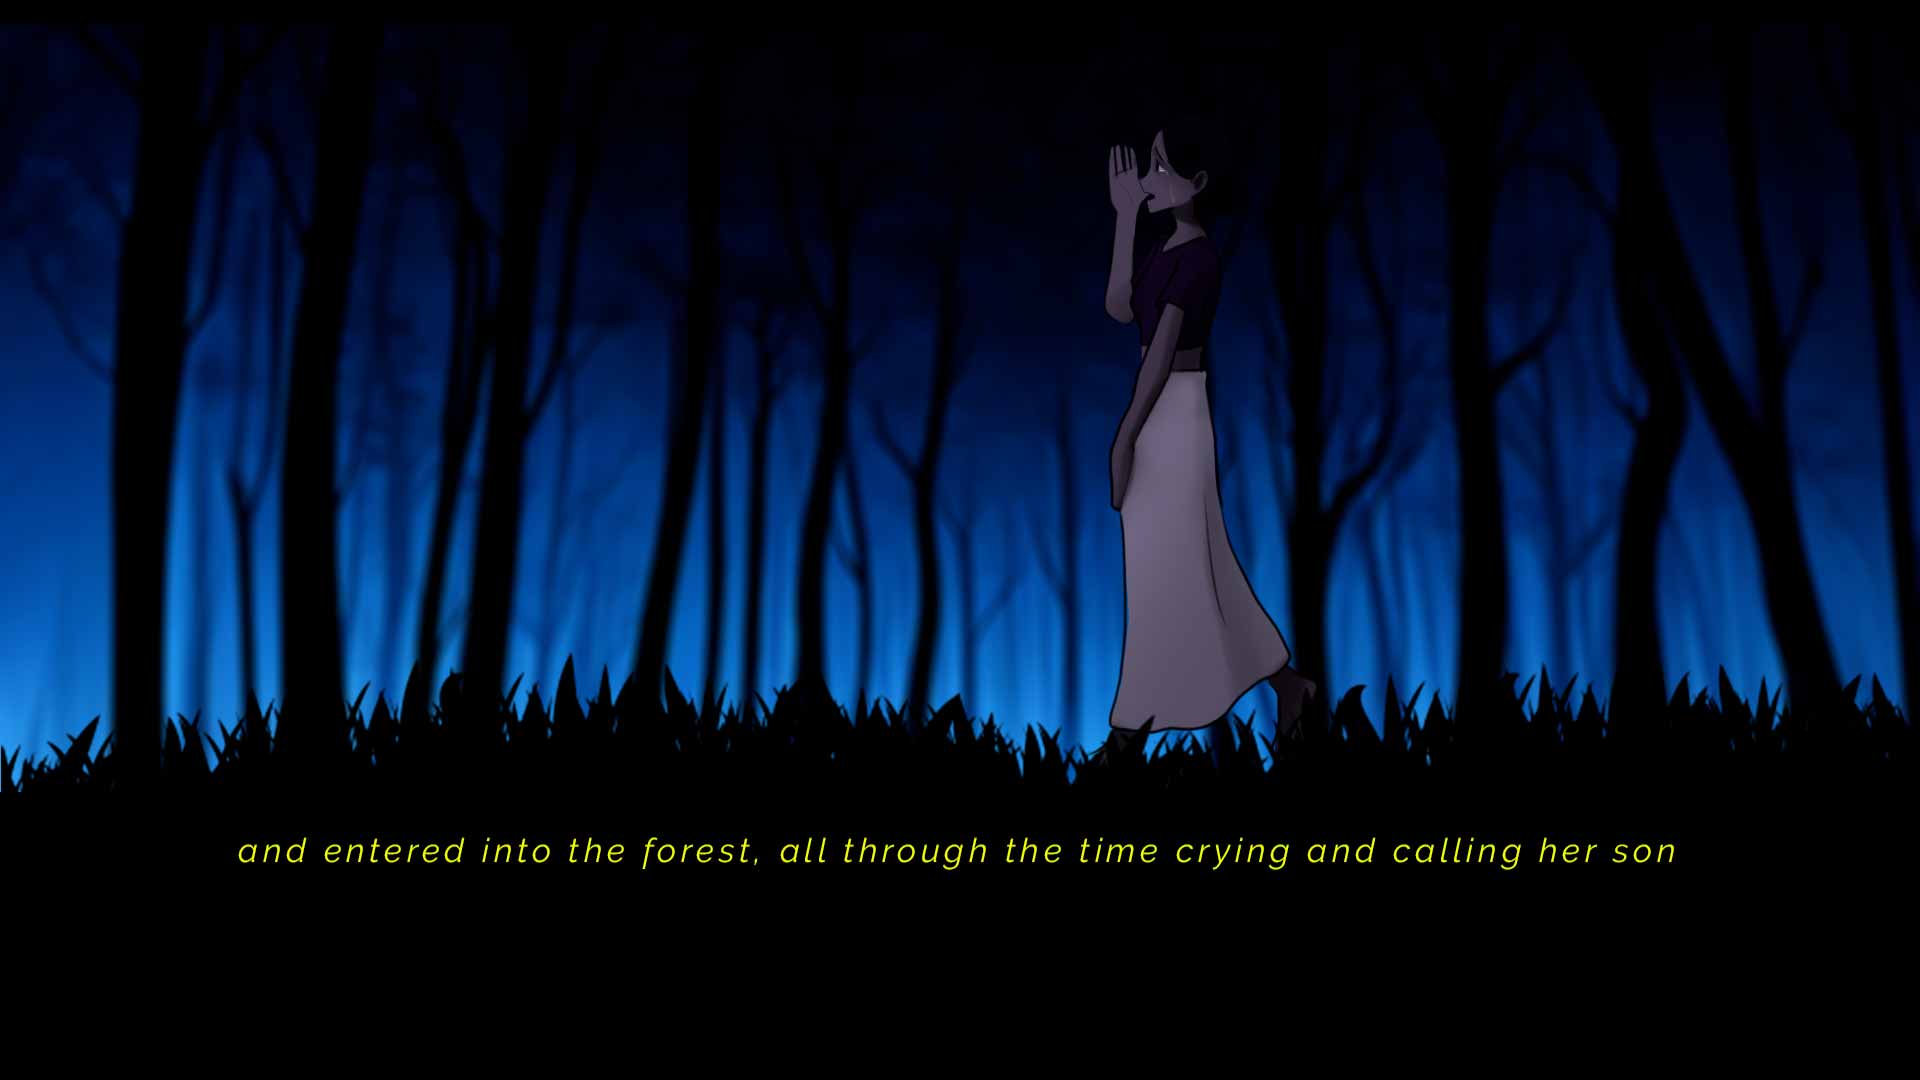 and entered into the forest, all through the time crying and calling her son